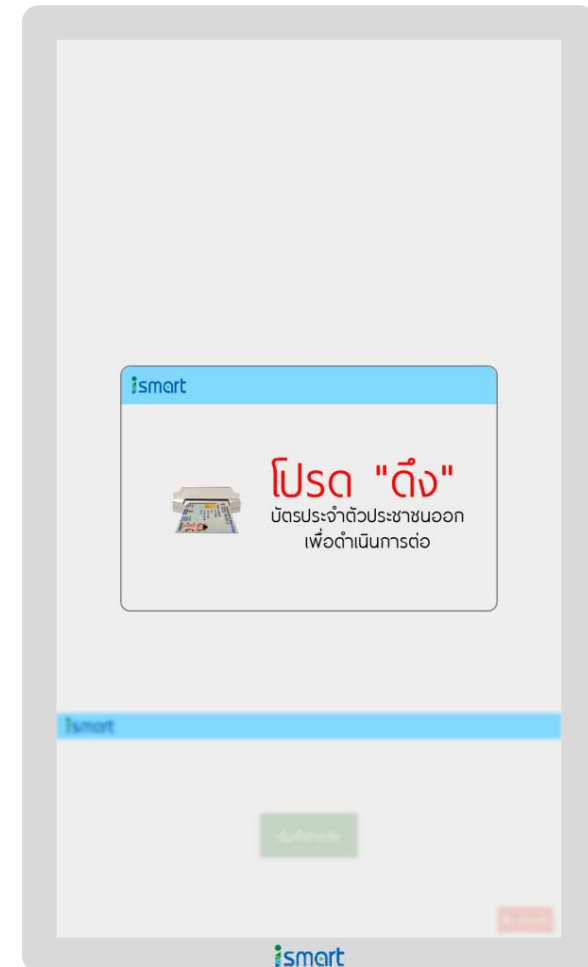 ismart
โปรด "ดึง"
บัตรประจำตัวประชาชนออก
เพื่อดำเนินการต่อ
ismart
ismart